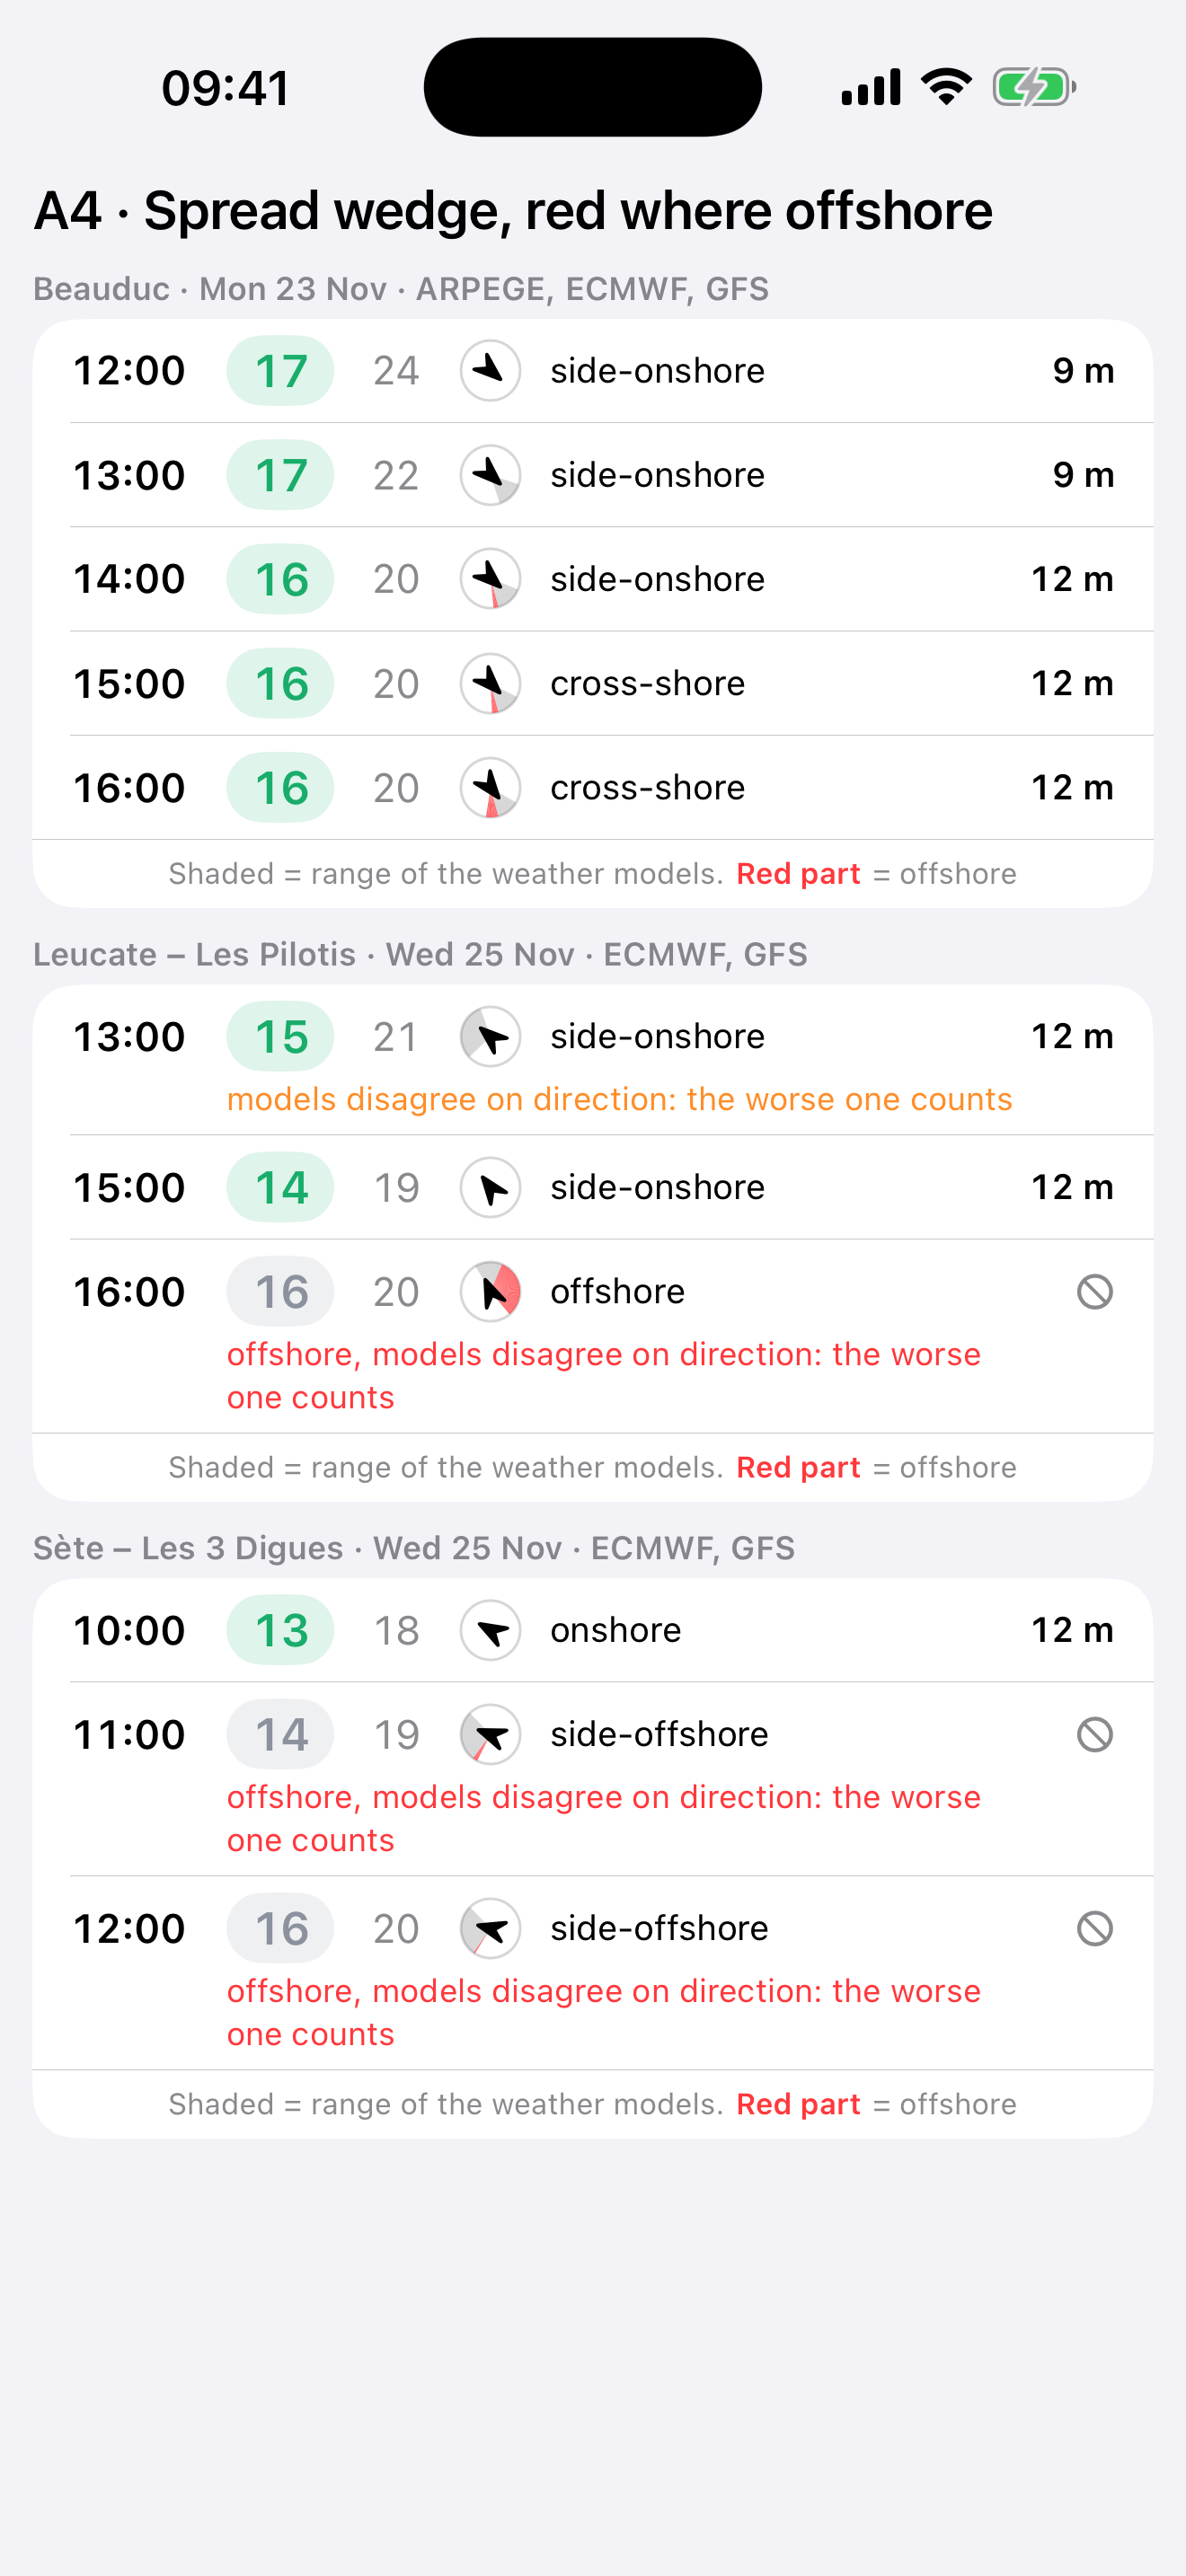 09:41
A4 · Spread wedge, red where offshore
Beauduc · Mon 23 Nov · ARPEGE, ECMWF, GFS
12:00 17 24 side-onshore 9 m
13:00 17 22 side-onshore 9 m
14:00 16 20 side-onshore 12 m
15:00 16 20 cross-shore 12 m
16:00 16 20 cross-shore 12 m
Shaded = range of the weather models. Red part = offshore
Leucate – Les Pilotis · Wed 25 Nov · ECMWF, GFS
13:00 15 21 side-onshore 12 m
models disagree on direction: the worse one counts
15:00 14 19 side-onshore 12 m
16:00 16 20 offshore
offshore, models disagree on direction: the worse
one counts
Shaded = range of the weather models. Red part = offshore
Sète – Les 3 Digues · Wed 25 Nov · ECMWF, GFS
10:00 13 18 onshore 12 m
11:00 14 19 side-offshore
offshore, models disagree on direction: the worse
one counts
12:00 16 20 side-offshore
offshore, models disagree on direction: the worse
one counts
Shaded = range of the weather models. Red part = offshore